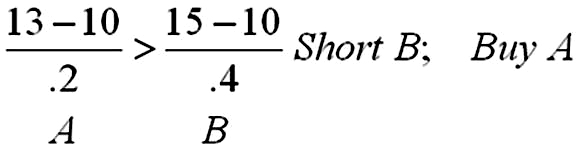 13 – 10 / .2 > 15 – 10 / .4 Short B; Buy A
A B